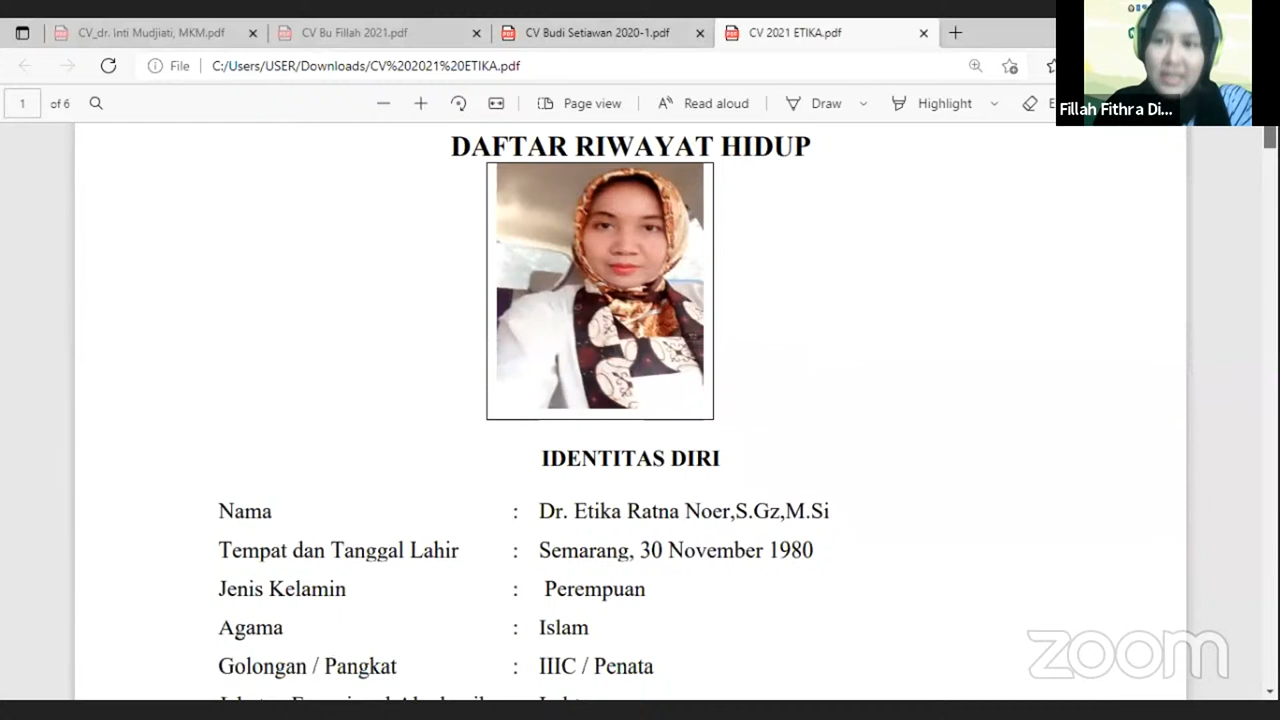 CV_dr. Inti Mudjiati, MKM.pdf
CV Bu Fillah 2021.pdf
CV Budi Setiawan 2020-1.pdf
CV 2021 ETIKA.pdf
File
C:/Users/USER/Downloads/CV%202021%20ETIKA.pdf
1 of 6
Page view
Read aloud
Draw
Highlight
Fillah Fithra Di...
DAFTAR RIWAYAT HIDUP
IDENTITAS DIRI
Nama : Dr. Etika Ratna Noer,S.Gz,M.Si
Tempat dan Tanggal Lahir : Semarang, 30 November 1980
Jenis Kelamin : Perempuan
Agama : Islam
Golongan / Pangkat : IIIC / Penata
zoom